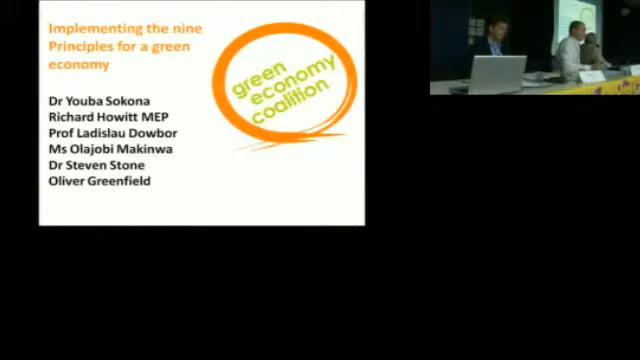 Implementing the nine
Principles for a green
economy
Dr Youba Sokona
Richard Howitt MEP
Prof Ladislau Dowbor
Ms Olajobi Makinwa
Dr Steven Stone
Oliver Greenfield
green
economy
coalition